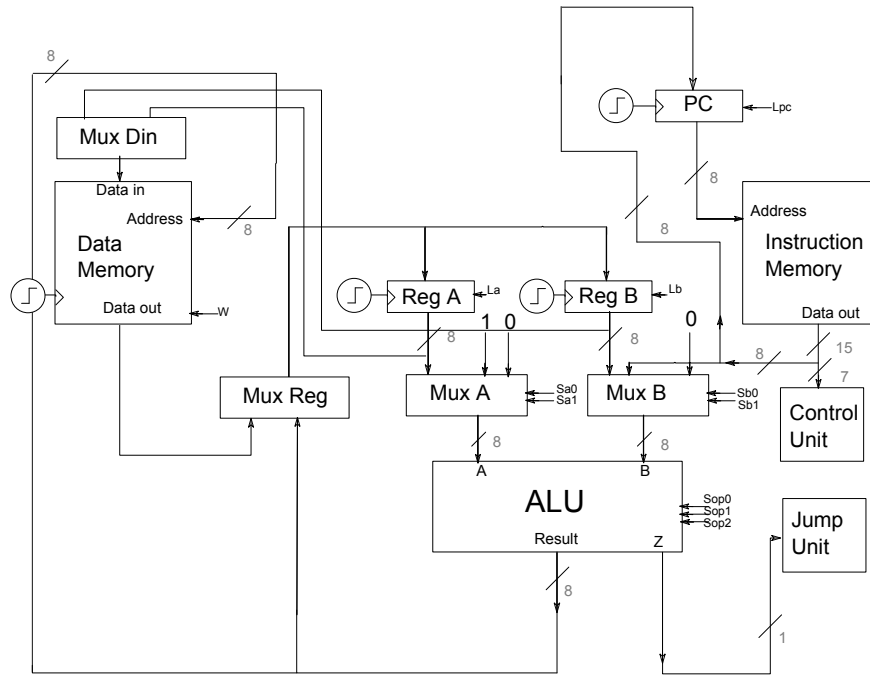 8
Mux Din
PC
Lpc
8
Data in
Address
8
Data
Memory
Data out
W
8
8
Address
Instruction
Memory
Data out
15
7
8
Reg A
La
Reg B
Lb
1 0
8
8
0
Mux Reg
Mux A
Sa0
Sa1
Mux B
Sb0
Sb1
Control
Unit
8
8
A
B
ALU
Sop0
Sop1
Sop2
Result
Z
8
Jump
Unit
1